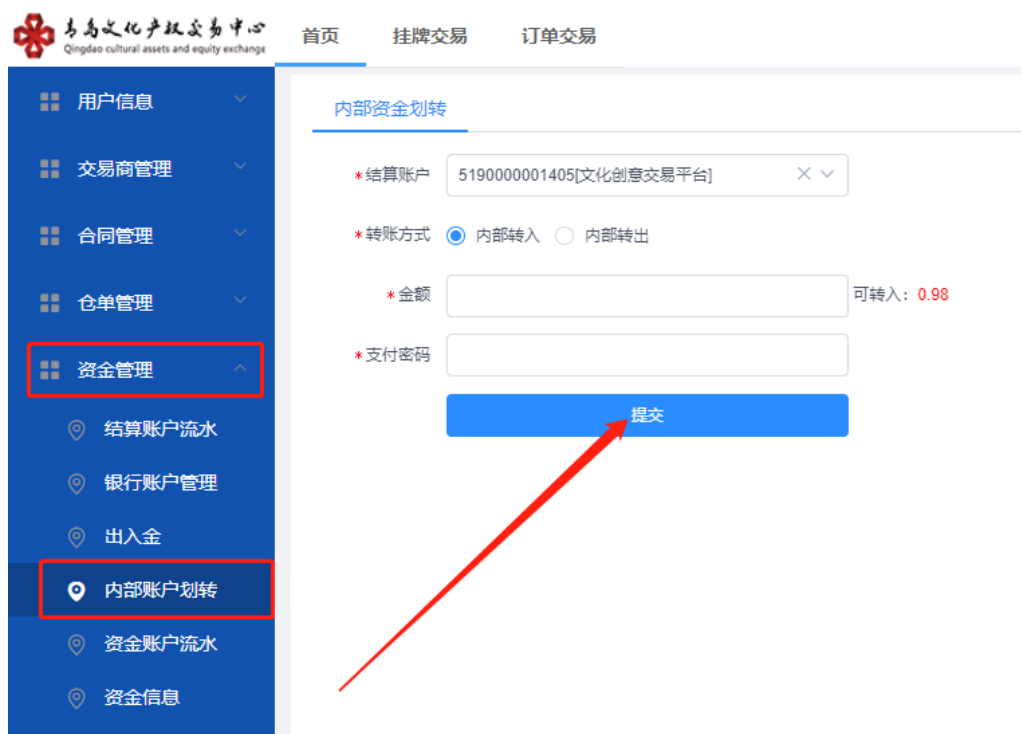 青岛文化产权交易中心
Qingdao cultural assets and equity exchange
首页 挂牌交易 订单交易
用户信息
交易商管理
合同管理
仓单管理
资金管理
结算账户流水
银行账户管理
出入金
内部账户划转
资金账户流水
资金信息
内部资金划转
*结算账户 5190000001405[文化创意交易平台]
*转账方式 内部转入 内部转出
*金额 可转入：0.98
*支付密码
提交